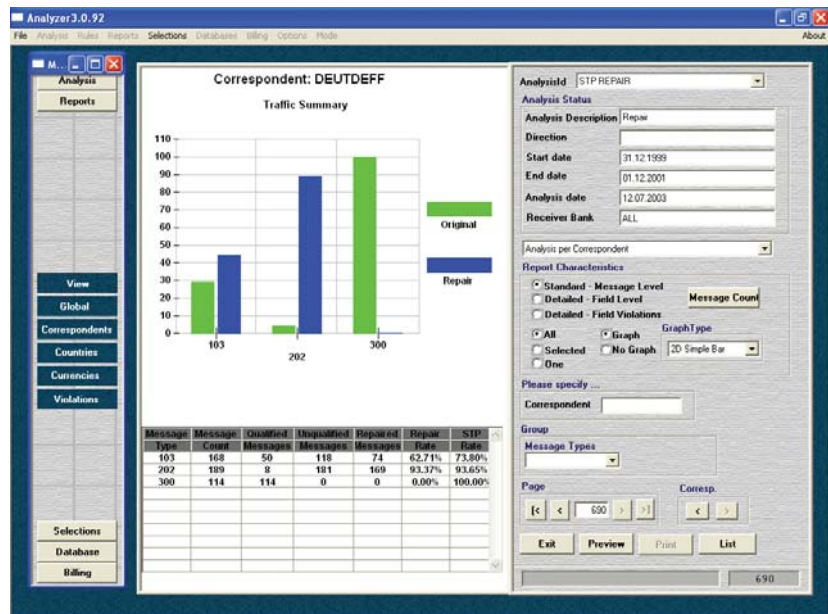 Analyzer3.0.92
File Analysis Rules Reports Selections Databases Billing Options Mode About
M...
Analysis
Reports
View
Global
Correspondents
Countries
Currencies
Violations
Selections
Database
Billing
Correspondent: DEUTDEFF
Traffic Summary
110
100
90
80
70
60
50
40
30
20
10
0
103
202
300
Original
Repair
Message Message Qualified Unqualified Repaired Repair STP
Type Count Messages Messages Messages Rate Rate
103 168 50 118 74 62.71% 73.80%
202 189 8 181 169 93.37% 93.65%
300 114 114 0 0 0.00% 100.00%
AnalysisId STP REPAIR
Analysis Status
Analysis Description Repair
Direction
Start date 31.12.1999
End date 01.12.2001
Analysis date 12.07.2003
Receiver Bank ALL
Analysis per Correspondent
Report Characteristics
Standard - Message Level
Detailed - Field Level
Detailed - Field Violations
Message Count
All Graph GraphType
Selected No Graph 2D Simple Bar
One
Please specify ...
Correspondent
Group
Message Types
Page Corresp.
[< < 690 > >] < >
Exit Preview Print List
690